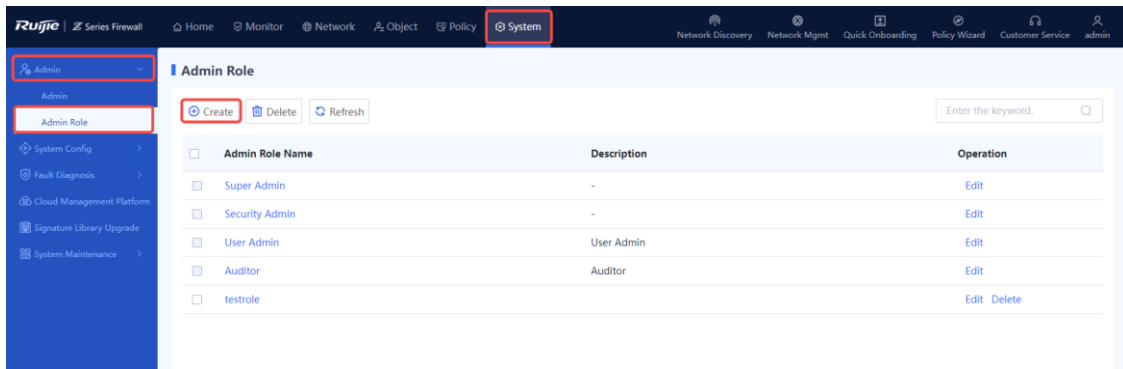 Ruijie | Z Series Firewall Home Monitor Network Object Policy System Network Discovery Network Mgmt Quick Onboarding Policy Wizard Customer Service admin
Admin
Admin
Admin Role
System Config
Fault Diagnosis
Cloud Management Platform
Signature Library Upgrade
System Maintenance
Admin Role
Create Delete Refresh Enter the keyword.
Admin Role Name Description Operation
Super Admin - Edit
Security Admin - Edit
User Admin User Admin Edit
Auditor Auditor Edit
testrole Edit Delete